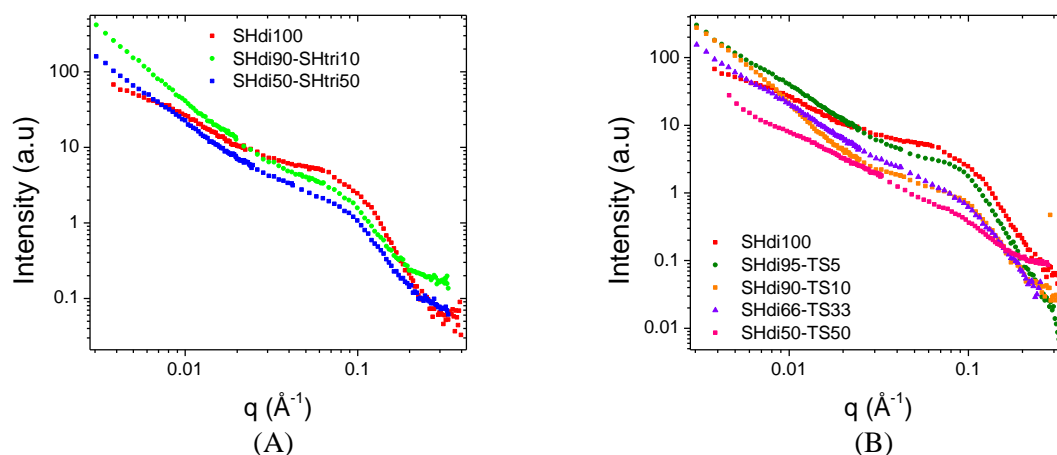 Intensity (a.u)
100
10
1
0.1
SHdi100
SHdi90-SHtri10
SHdi50-SHtri50
0.01 0.1
q (Å⁻¹)
(A)
Intensity (a.u)
100
10
1
0.1
0.01
SHdi100
SHdi95-TS5
SHdi90-TS10
SHdi66-TS33
SHdi50-TS50
0.01 0.1
q (Å⁻¹)
(B)